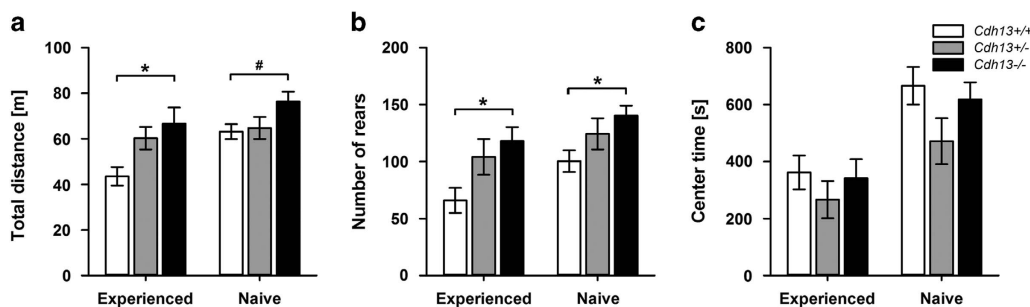 a
Total distance [m]
100
80
60
40
20
0
*
#
Experienced
Naive
b
Number of rears
200
150
100
50
0
*
*
Experienced
Naive
c
Center time [s]
800
600
400
200
0
Experienced
Naive
Cdh13+/+
Cdh13+/-
Cdh13-/-